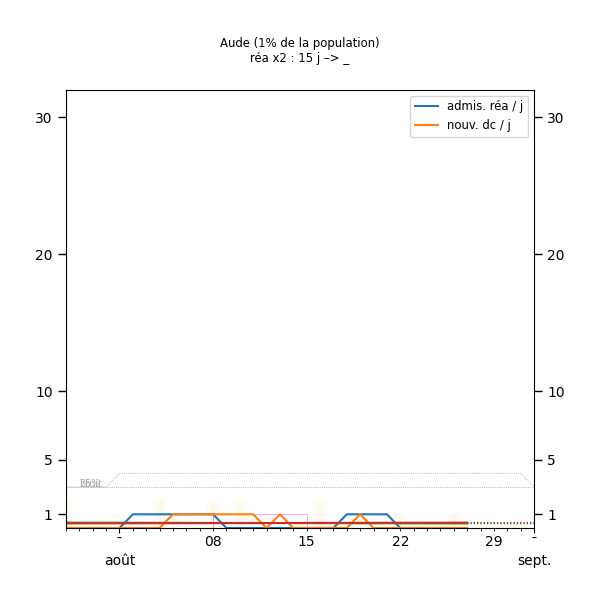 Aude (1% de la population)
réa x2 : 15 j –> _
admis. réa / j
nouv. dc / j
30 30
20 20
10 10
5 5
1 1
- 08 15 22 29 -
août sept.